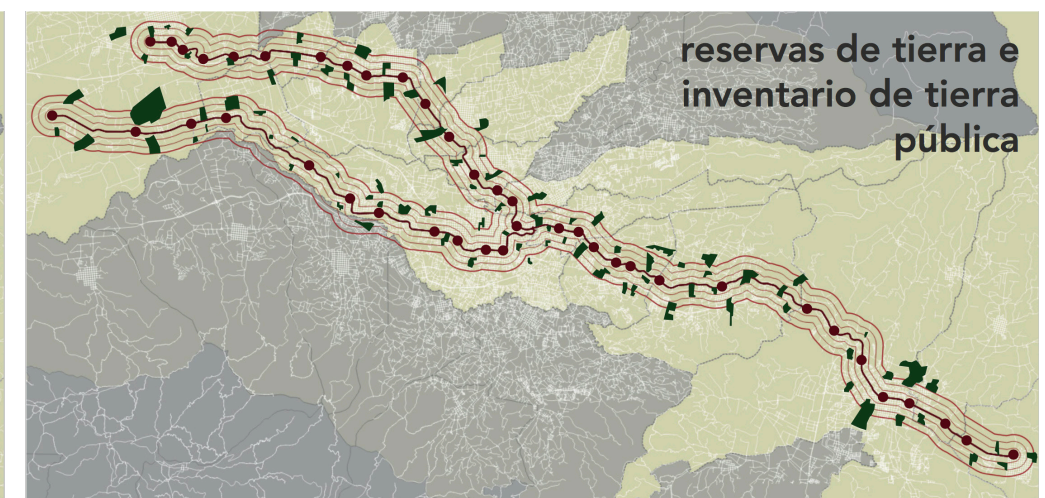 reservas de tierra e
inventario de tierra
pública